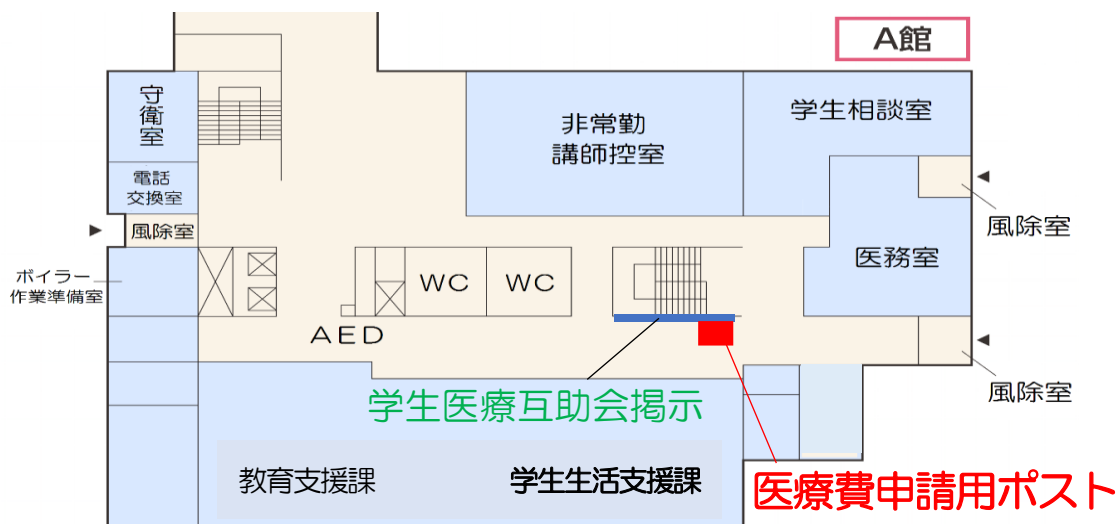 A館
守衛室
非常勤
講師控室
学生相談室
電話
交換室
風除室
風除室
医務室
ボイラー
作業準備室
WC
WC
AED
風除室
学生医療互助会掲示
教育支援課
学生生活支援課
医療費申請用ポスト